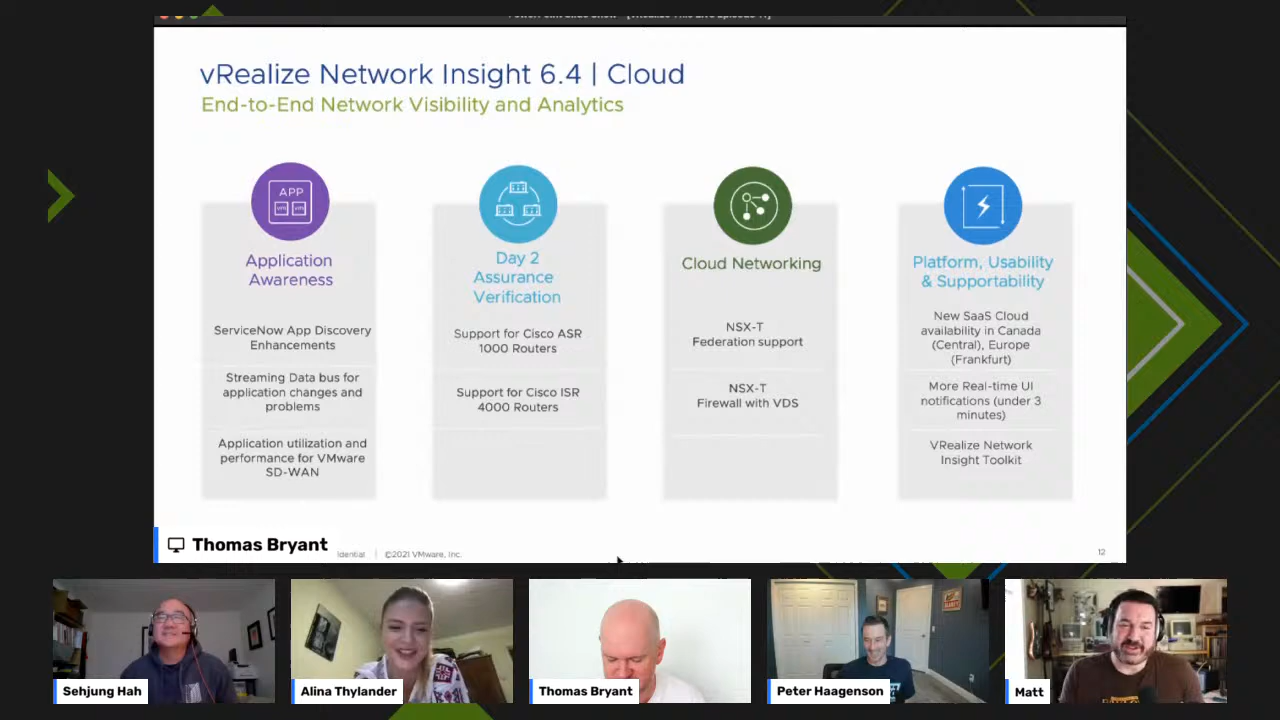 vRealize Network Insight 6.4 | Cloud
End-to-End Network Visibility and Analytics
APP
Application
Awareness
ServiceNow App Discovery
Enhancements
Streaming Data bus for
application changes and
problems
Application utilization and
performance for VMware
SD-WAN
Day 2
Assurance
Verification
Support for Cisco ASR
1000 Routers
Support for Cisco ISR
4000 Routers
Cloud Networking
NSX-T
Federation support
NSX-T
Firewall with VDS
Platform, Usability
& Supportability
New SaaS Cloud
availability in Canada
(Central), Europe
(Frankfurt)
More Real-time UI
notifications (under 3
minutes)
VRealize Network
Insight Toolkit
Thomas Bryant
idential | ©2021 VMware, Inc.
12
Sehjung Hah
Alina Thylander
Thomas Bryant
Peter Haagenson
Matt